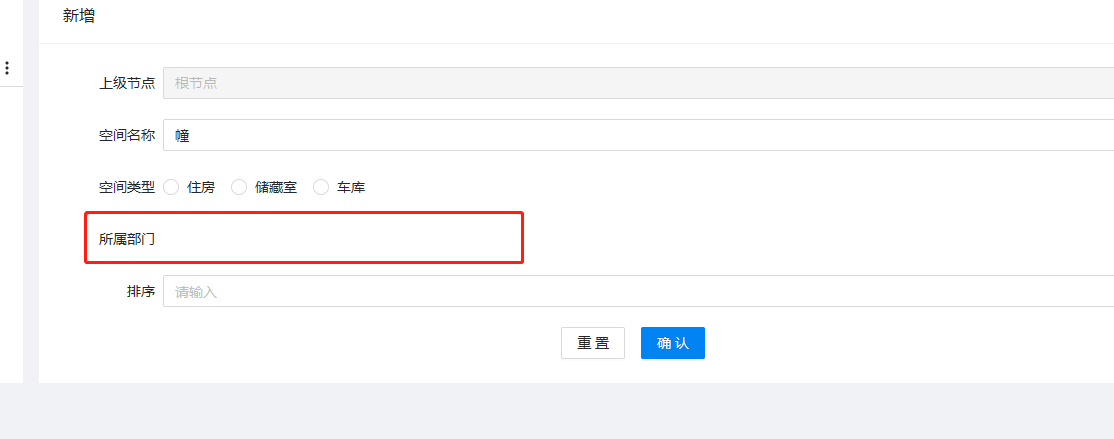 新增
上级节点 根节点
空间名称 幢
空间类型 住房 储藏室 车库
所属部门
排序 请输入
重 置 确 认